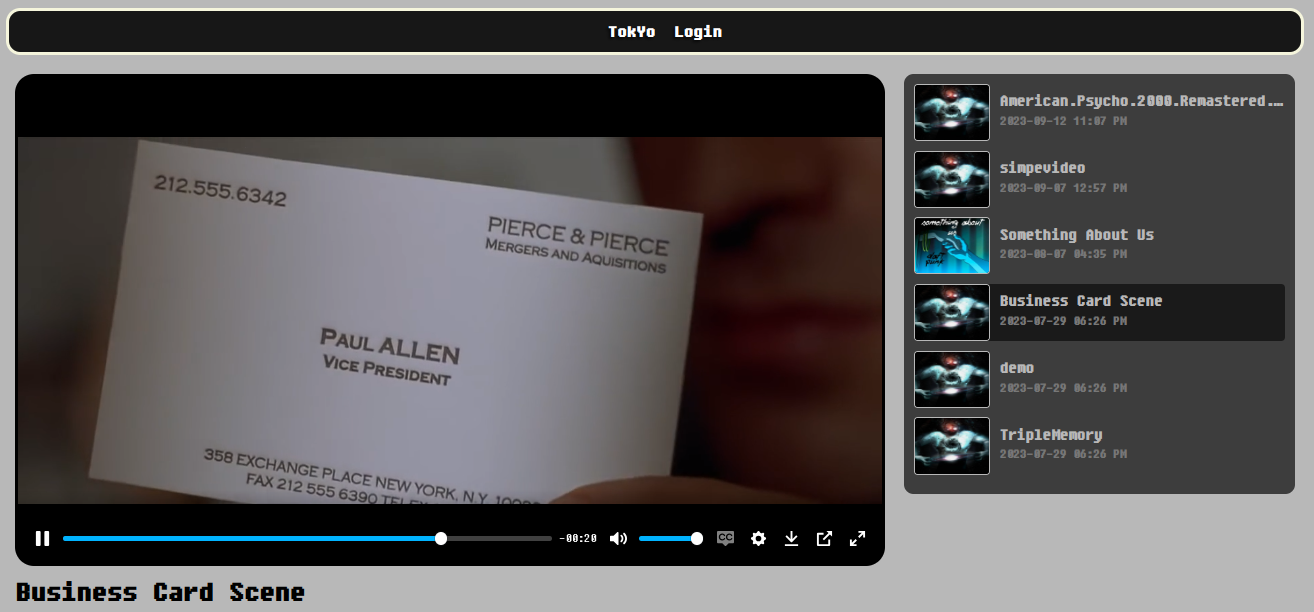 TokYo Login
212.555.6342
PIERCE & PIERCE
MERGERS AND AQUISITIONS
PAUL ALLEN
VICE PRESIDENT
358 EXCHANGE PLACE NEW YORK, N.Y.
FAX 212 555 6390
-00:20
CC
Business Card Scene
American.Psycho.2000.Remastered.…
2023-09-12 11:07 PM
simpevideo
2023-09-07 12:57 PM
something about
us
daft
punk
Something About Us
2023-08-07 04:35 PM
Business Card Scene
2023-07-29 06:26 PM
demo
2023-07-29 06:26 PM
TripleMemory
2023-07-29 06:26 PM